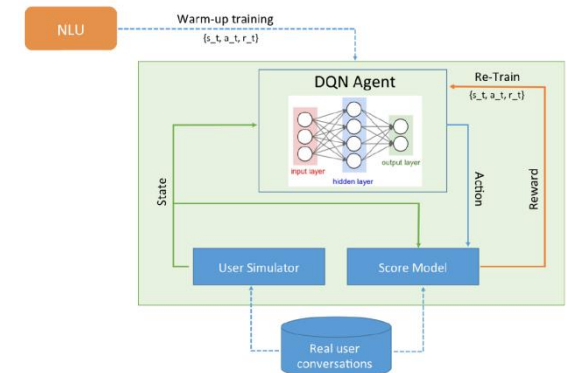 NLU
Warm-up training
{s_t, a_t, r_t}
DQN Agent
Re-Train
{s_t, a_t, r_t}
input layer
hidden layer
output layer
State
Action
Reward
User Simulator
Score Model
Real user
conversations